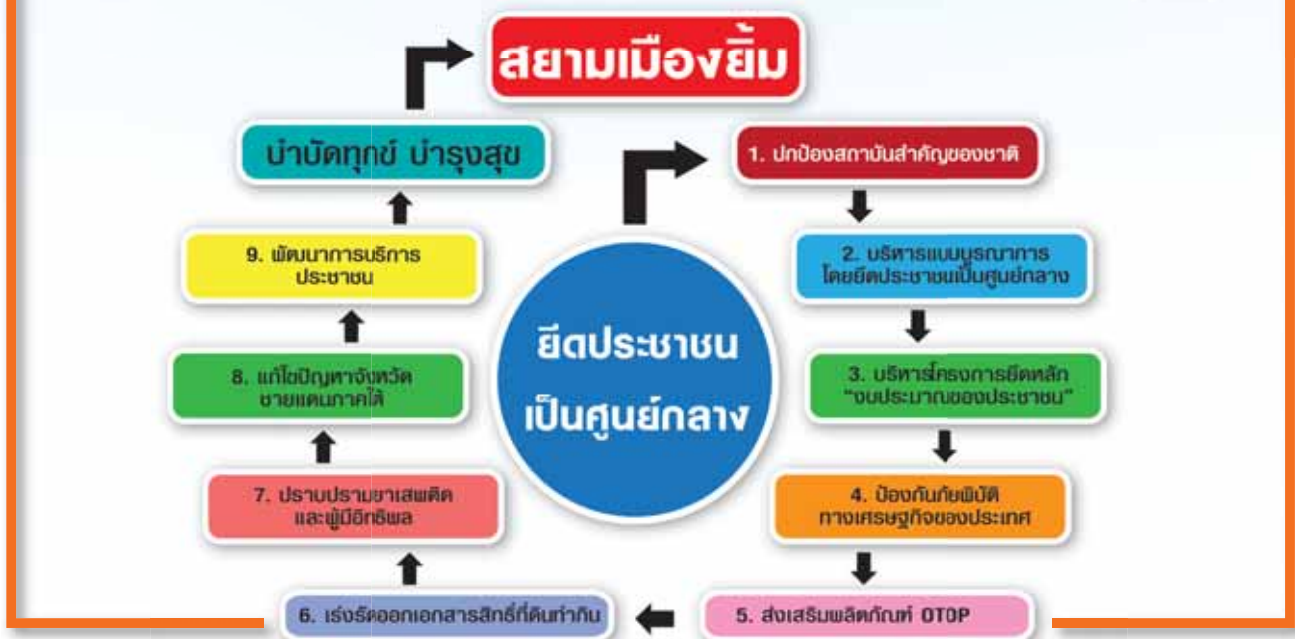 สยามเมืองยิ้ม
บำบัดทุกข์ บำรุงสุข
1. ปกป้องสถาบันสำคัญของชาติ
2. บริหารแบบบูรณาการ
โดยยึดประชาชนเป็นศูนย์กลาง
3. บริหารโครงการยึดหลัก
"งบประมาณของประชาชน"
4. ป้องกันภัยพิบัติ
ทางเศรษฐกิจของประเทศ
5. ส่งเสริมผลิตภัณฑ์ OTOP
6. เร่งรัดออกเอกสารสิทธิ์ที่ดินทำกิน
7. ปราบปรามยาเสพติด
และผู้มีอิทธิพล
8. แก้ไขปัญหาจังหวัด
ชายแดนภาคใต้
9. พัฒนาการบริการ
ประชาชน
ยึดประชาชน
เป็นศูนย์กลาง